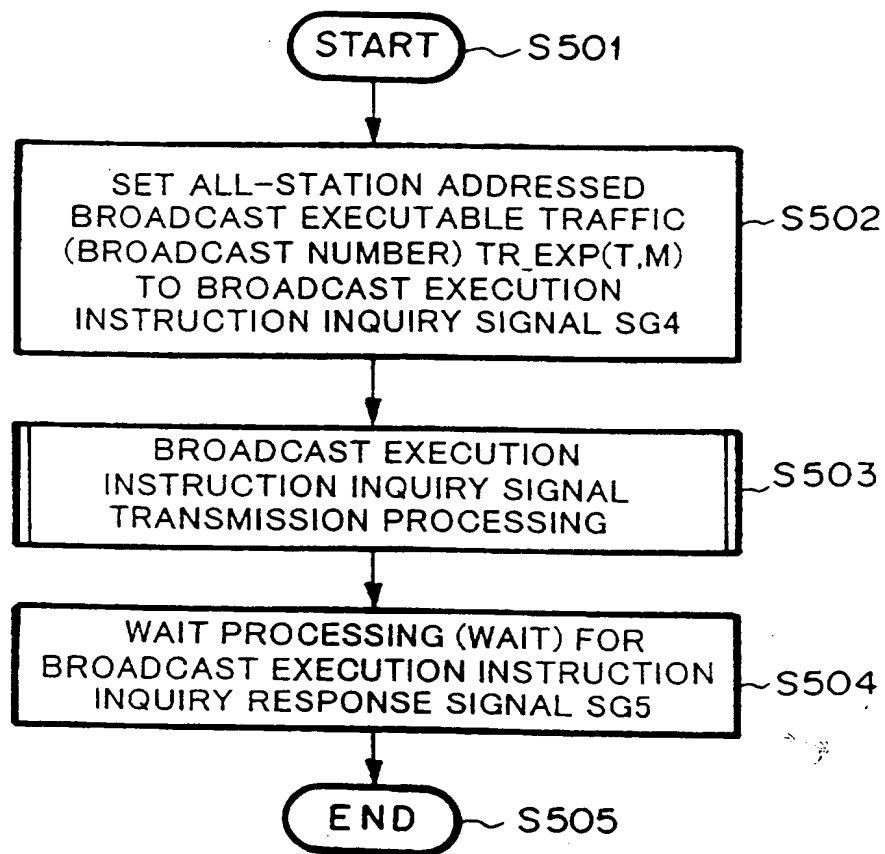 START
S501
SET ALL-STATION ADDRESSED
BROADCAST EXECUTABLE TRAFFIC
(BROADCAST NUMBER) TR_EXP(T,M)
TO BROADCAST EXECUTION
INSTRUCTION INQUIRY SIGNAL SG4
S502
BROADCAST EXECUTION
INSTRUCTION INQUIRY SIGNAL
TRANSMISSION PROCESSING
S503
WAIT PROCESSING (WAIT) FOR
BROADCAST EXECUTION INSTRUCTION
INQUIRY RESPONSE SIGNAL SG5
S504
END
S505